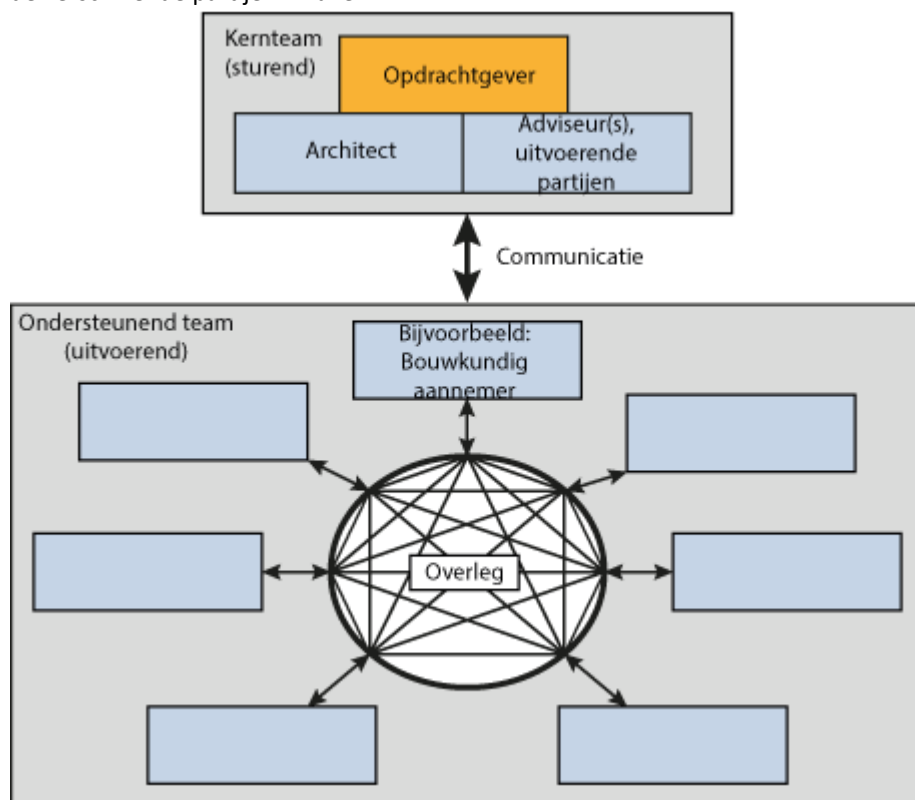 Kernteam
(sturend)
Opdrachtgever
Architect
Adviseur(s),
uitvoerende
partijen
Communicatie
Ondersteunend team
(uitvoerend)
Bijvoorbeeld:
Bouwkundig
aannemer
Overleg